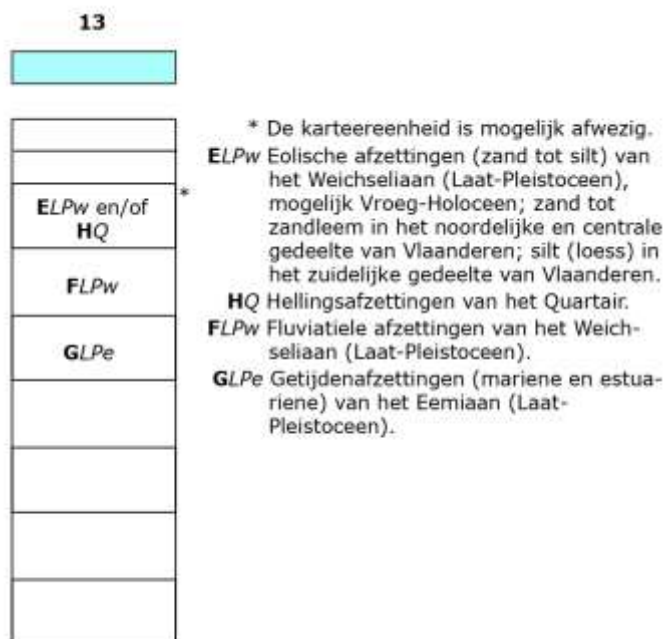 13
ELPw en/of
HQ
*
FLPw
GLPe
* De karteereenheid is mogelijk afwezig.
ELPw Eolische afzettingen (zand tot silt) van
het Weichseliaan (Laat-Pleistoceen),
mogelijk Vroeg-Holoceen; zand tot
zandleem in het noordelijke en centrale
gedeelte van Vlaanderen; silt (loess) in
het zuidelijke gedeelte van Vlaanderen.
HQ Hellingsafzettingen van het Quartair.
FLPw Fluviatiele afzettingen van het Weich-
seliaan (Laat-Pleistoceen).
GLPe Getijdenafzettingen (mariene en estua-
riene) van het Eemiaan (Laat-
Pleistoceen).